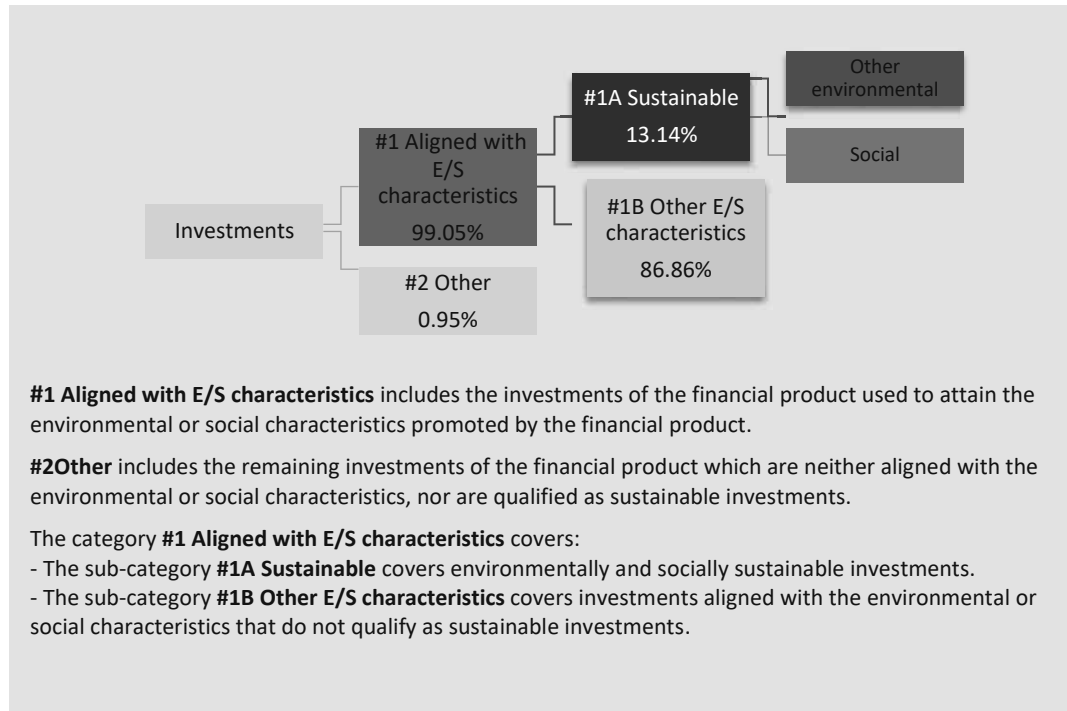 Investments
#1 Aligned with
E/S
characteristics
99.05%
#2 Other
0.95%
#1A Sustainable
13.14%
#1B Other E/S
characteristics
86.86%
Other
environmental
Social
#1 Aligned with E/S characteristics includes the investments of the financial product used to attain the
environmental or social characteristics promoted by the financial product.
#2Other includes the remaining investments of the financial product which are neither aligned with the
environmental or social characteristics, nor are qualified as sustainable investments.
The category #1 Aligned with E/S characteristics covers:
- The sub-category #1A Sustainable covers environmentally and socially sustainable investments.
- The sub-category #1B Other E/S characteristics covers investments aligned with the environmental or
social characteristics that do not qualify as sustainable investments.